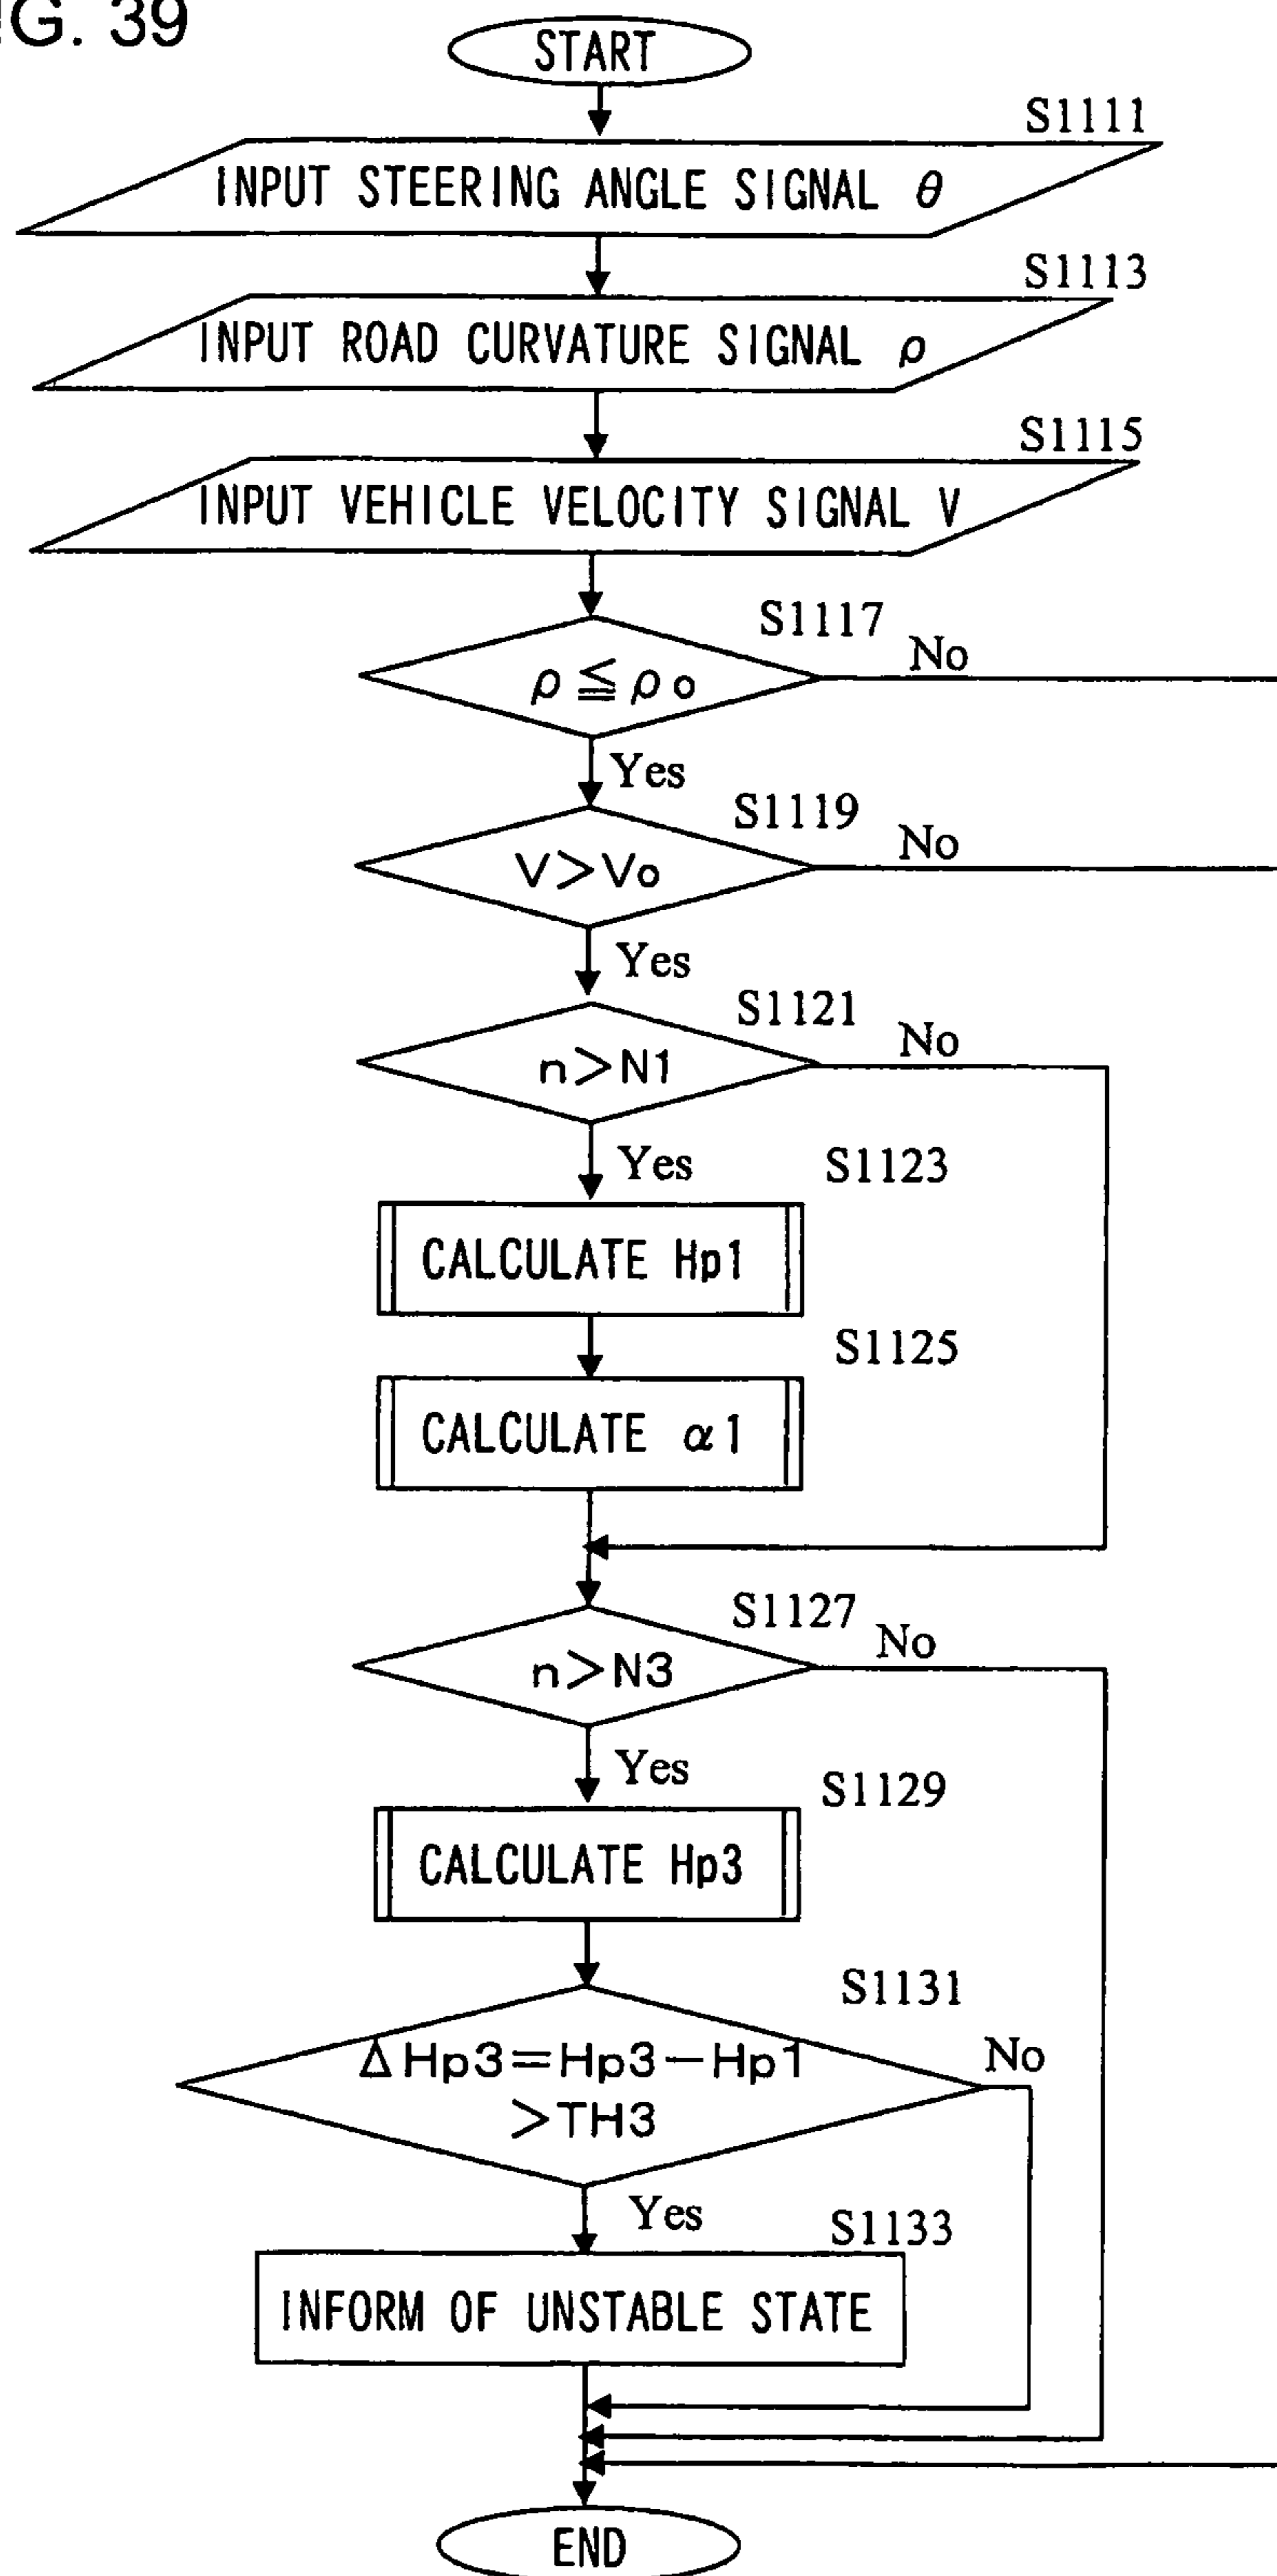 G. 39
START
S1111
INPUT STEERING ANGLE SIGNAL θ
S1113
INPUT ROAD CURVATURE SIGNAL ρ
S1115
INPUT VEHICLE VELOCITY SIGNAL V
S1117
ρ ≦ ρo
No
Yes
S1119
V>Vo
No
Yes
S1121
n>N1
No
Yes
S1123
CALCULATE Hp1
S1125
CALCULATE α1
S1127
n>N3
No
Yes
S1129
CALCULATE Hp3
S1131
ΔHp3=Hp3-Hp1
>TH3
No
Yes
S1133
INFORM OF UNSTABLE STATE
END